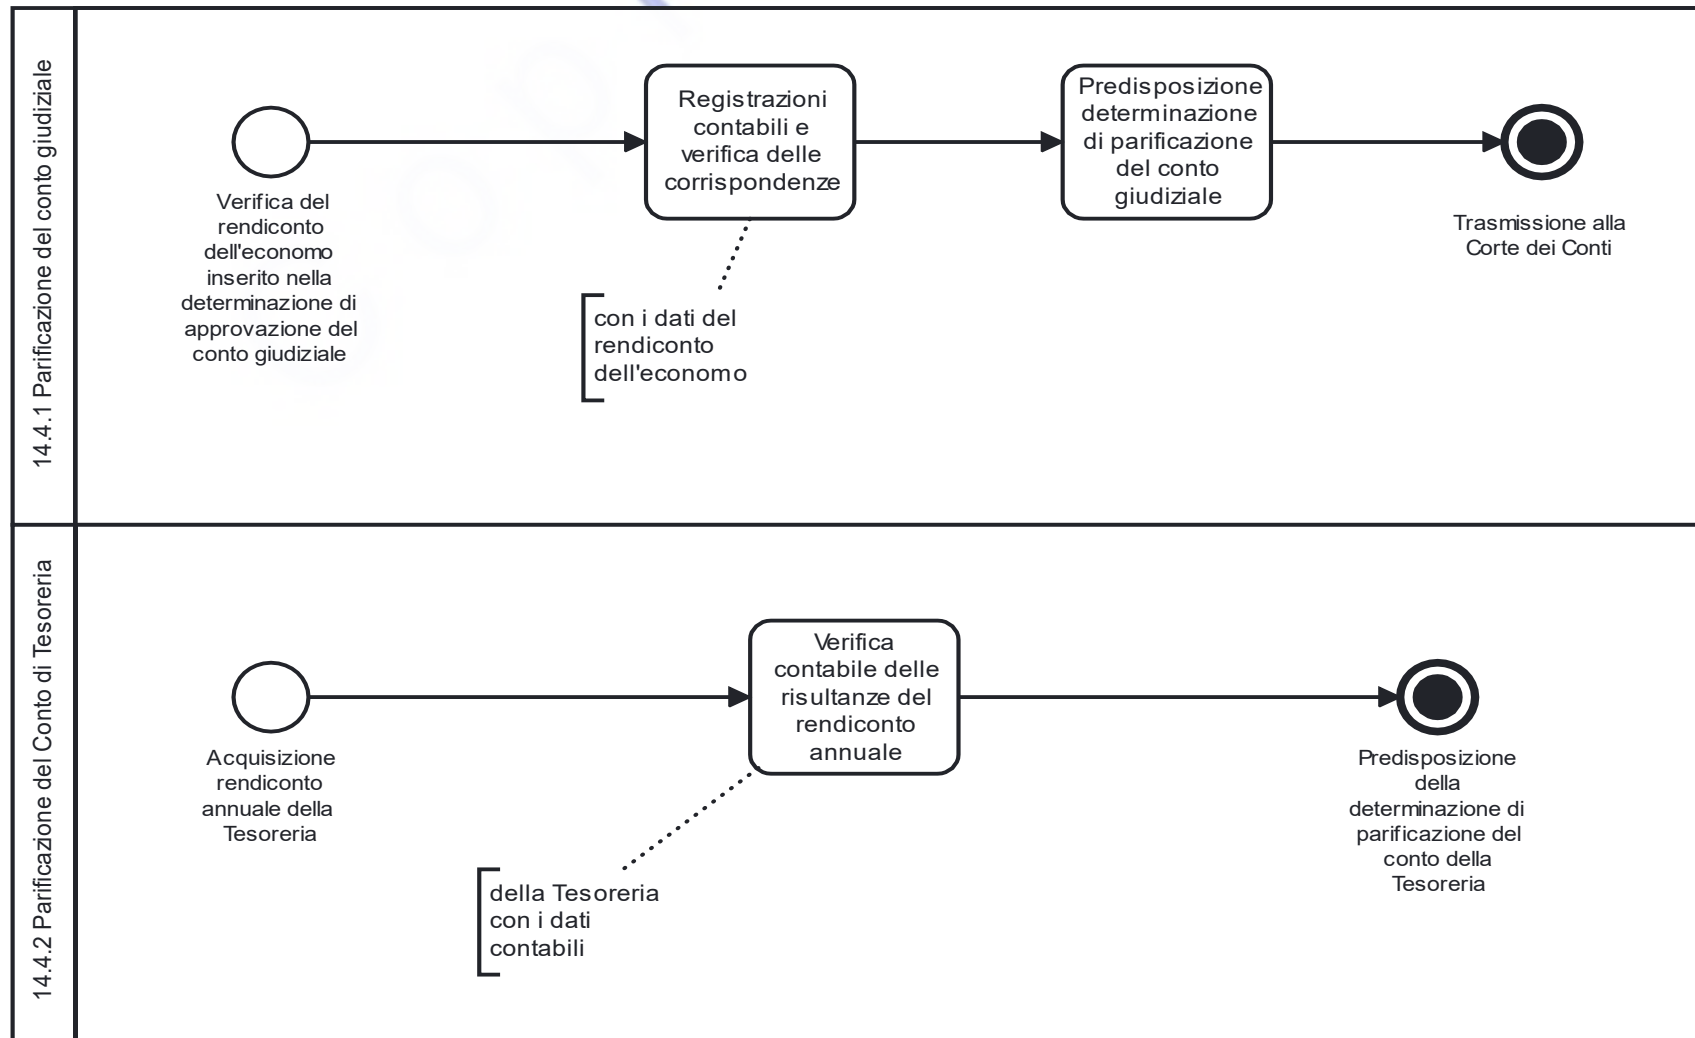 14.4.1 Parificazione del conto giudiziale
Verifica del
rendiconto
dell'economo
inserito nella
determinazione di
approvazione del
conto giudiziale
Registrazioni
contabili e
verifica delle
corrispondenze
con i dati del
rendiconto
dell'economo
Predisposizione
determinazione
di parificazione
del conto
giudiziale
Trasmissione alla
Corte dei Conti
14.4.2 Parificazione del Conto di Tesoreria
Acquisizione
rendiconto
annuale della
Tesoreria
Verifica
contabile delle
risultanze del
rendiconto
annuale
della Tesoreria
con i dati
contabili
Predisposizione
della
determinazione di
parificazione del
conto della
Tesoreria